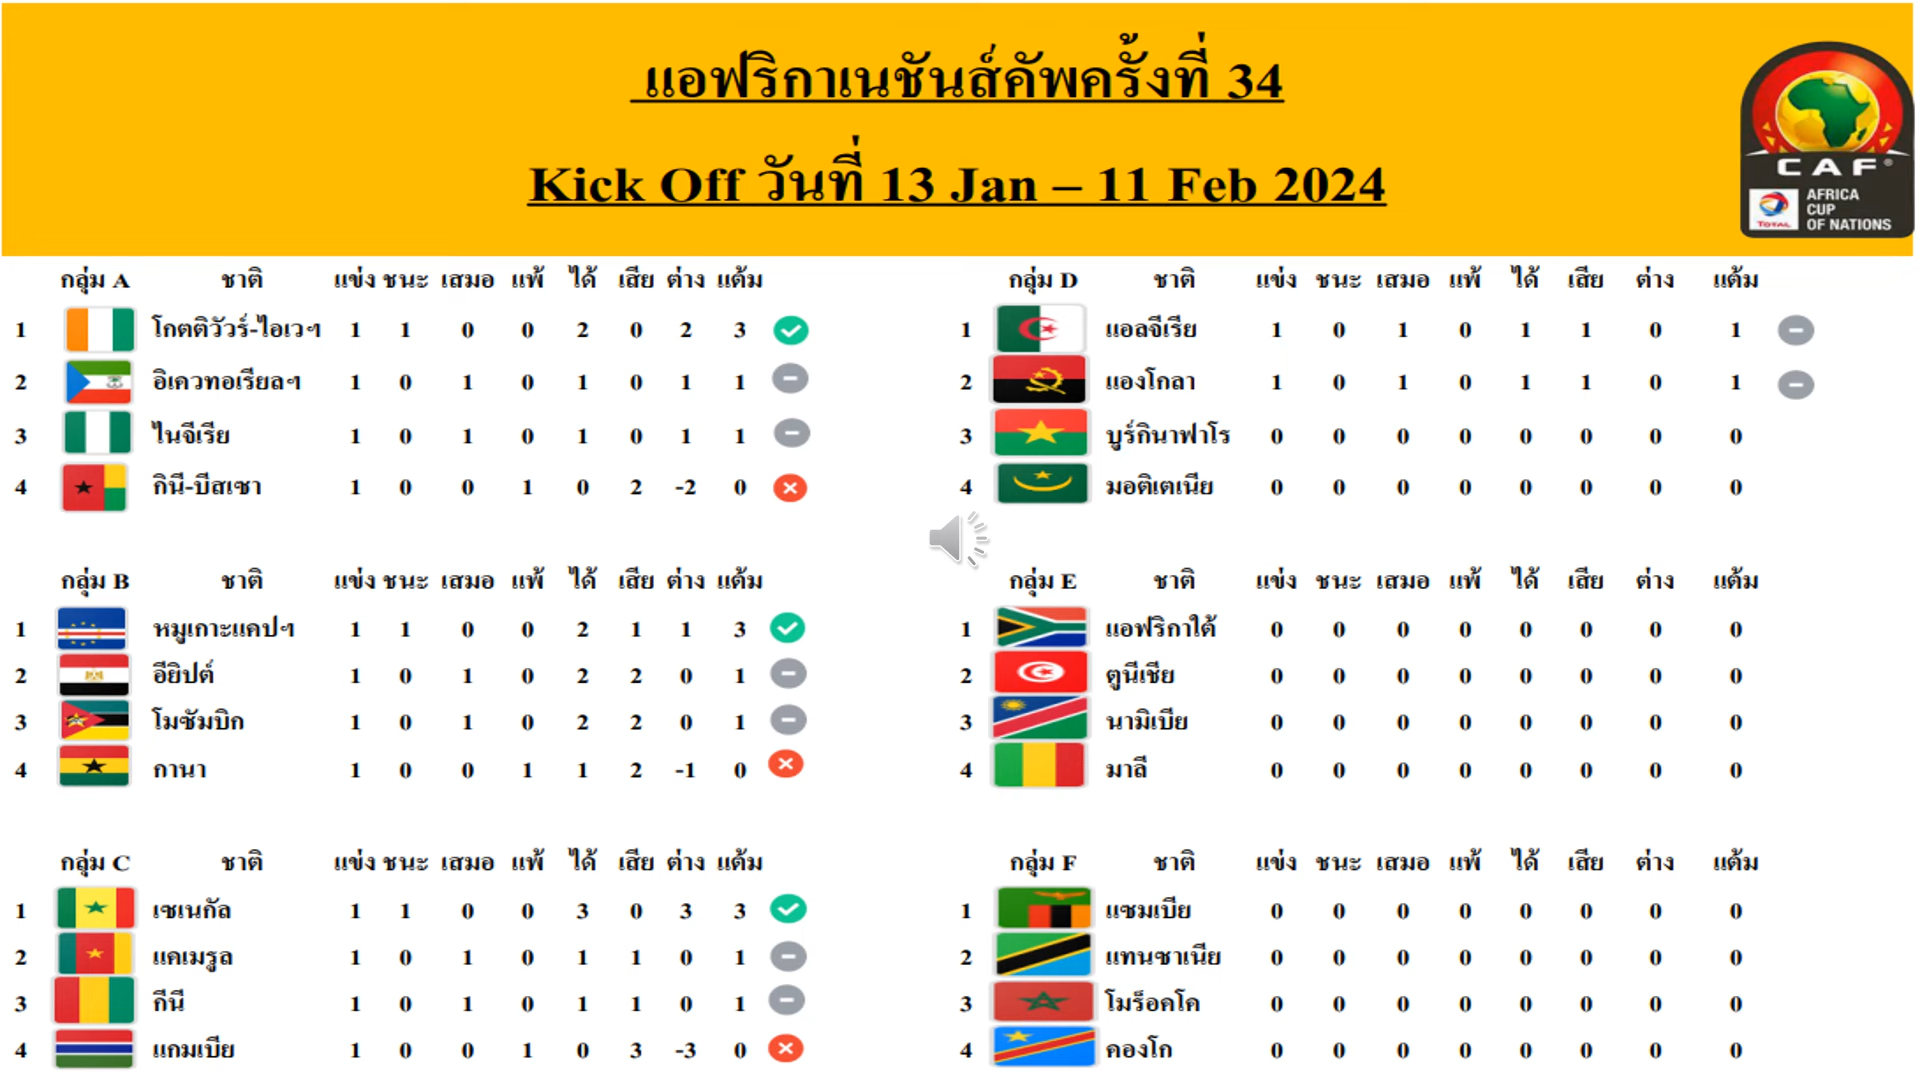 แอฟริกาเนชันส์คัพครั้งที่ 34
Kick Off วันที่ 13 Jan – 11 Feb 2024
CAF®
TOTAL
AFRICA
CUP
OF NATIONS
กลุ่ม A ชาติ แข่ง ชนะ เสมอ แพ้ ได้ เสีย ต่าง แต้ม
1 โกตติวัวร์-ไอเวฯ 1 1 0 0 2 0 2 3
2 อิเควทอเรียลฯ 1 0 1 0 1 0 1 1
3 ไนจีเรีย 1 0 1 0 1 0 1 1
4 กินี-บีสเซา 1 0 0 1 0 2 -2 0
กลุ่ม B ชาติ แข่ง ชนะ เสมอ แพ้ ได้ เสีย ต่าง แต้ม
1 หมูเกาะแคปฯ 1 1 0 0 2 1 1 3
2 อียิปต์ 1 0 1 0 2 2 0 1
3 โมซัมบิก 1 0 1 0 2 2 0 1
4 กานา 1 0 0 1 1 2 -1 0
กลุ่ม C ชาติ แข่ง ชนะ เสมอ แพ้ ได้ เสีย ต่าง แต้ม
1 เซเนกัล 1 1 0 0 3 0 3 3
2 แคเมรูล 1 0 1 0 1 1 0 1
3 กีนี 1 0 1 0 1 1 0 1
4 แกมเบีย 1 0 0 1 0 3 -3 0
กลุ่ม D ชาติ แข่ง ชนะ เสมอ แพ้ ได้ เสีย ต่าง แต้ม
1 แอลจีเรีย 1 0 1 0 1 1 0 1
2 แองโกลา 1 0 1 0 1 1 0 1
3 บูร์กินาฟาโร 0 0 0 0 0 0 0 0
4 มอติเตเนีย 0 0 0 0 0 0 0 0
กลุ่ม E ชาติ แข่ง ชนะ เสมอ แพ้ ได้ เสีย ต่าง แต้ม
1 แอฟริกาใต้ 0 0 0 0 0 0 0 0
2 ตูนีเซีย 0 0 0 0 0 0 0 0
3 นามิเบีย 0 0 0 0 0 0 0 0
4 มาลี 0 0 0 0 0 0 0 0
กลุ่ม F ชาติ แข่ง ชนะ เสมอ แพ้ ได้ เสีย ต่าง แต้ม
1 แซมเบีย 0 0 0 0 0 0 0 0
2 แทนซาเนีย 0 0 0 0 0 0 0 0
3 โมร็อคโค 0 0 0 0 0 0 0 0
4 คองโก 0 0 0 0 0 0 0 0